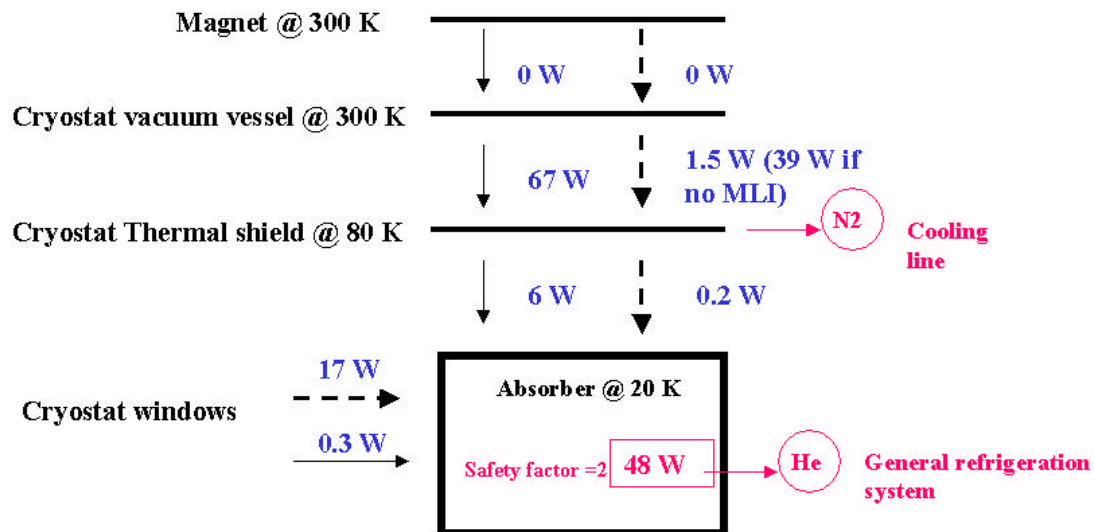 Magnet @ 300 K
0 W
0 W
Cryostat vacuum vessel @ 300 K
67 W
1.5 W (39 W if
no MLI)
Cryostat Thermal shield @ 80 K
N2
Cooling
line
6 W
0.2 W
17 W
Cryostat windows
0.3 W
Absorber @ 20 K
Safety factor =2
48 W
He
General refrigeration
system